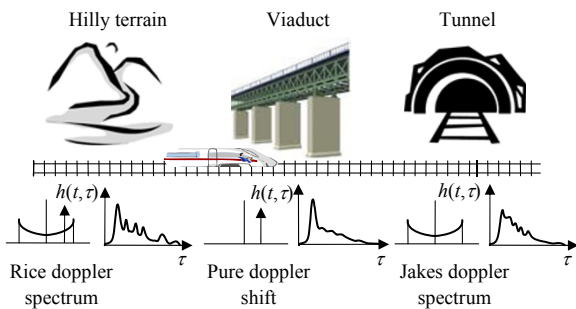 Hilly terrain
Viaduct
Tunnel
h(t,τ)
h(t,τ)
h(t,τ)
τ
τ
τ
Rice doppler
spectrum
Pure doppler
shift
Jakes doppler
spectrum